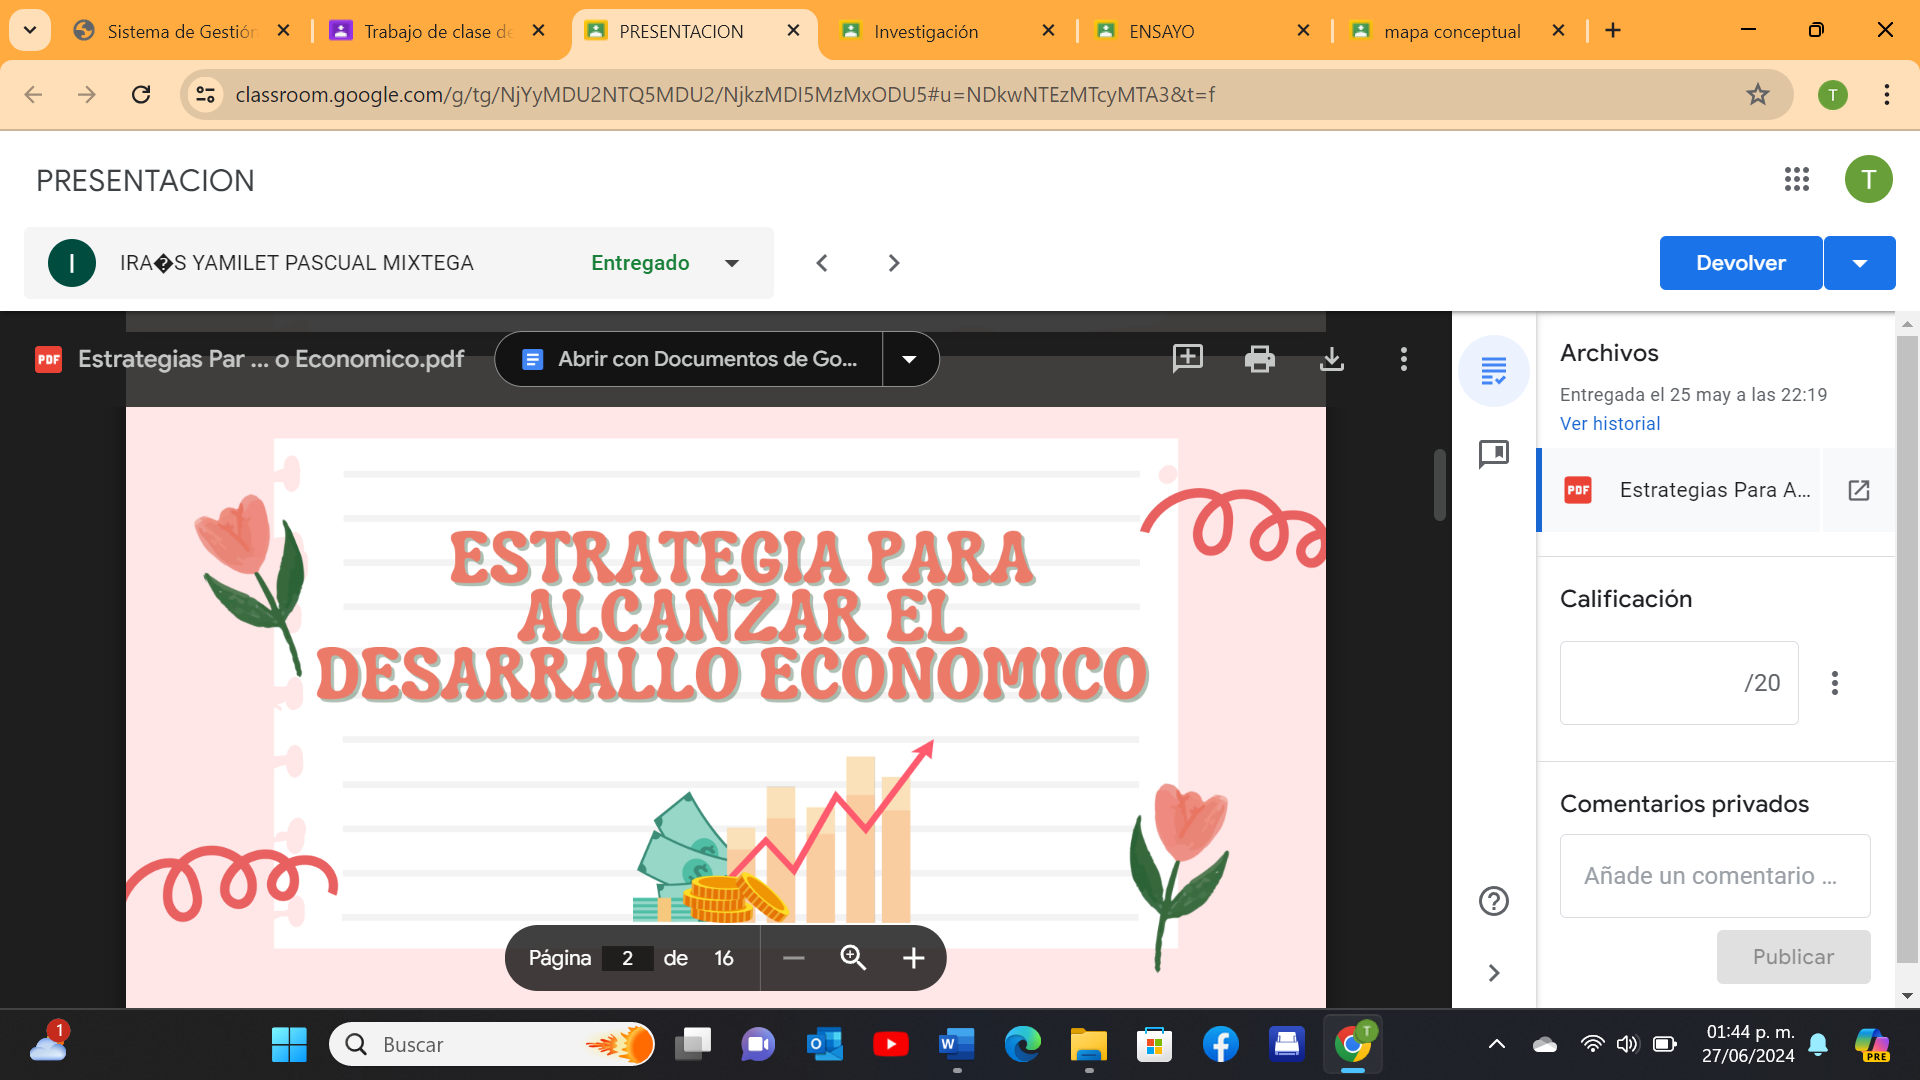 Sistema de Gestión
Trabajo de clase de
PRESENTACION
Investigación
ENSAYO
mapa conceptual
classroom.google.com/g/tg/NjYyMDU2NTQ5MDU2/NjkzMDI5MzMxODU5#u=NDkwNTEzMTcyMTA3&t=f
T
PRESENTACION
T
I
IRA�S YAMILET PASCUAL MIXTEGA
Entregado
Devolver
PDF
Estrategias Par ... o Economico.pdf
Abrir con Documentos de Go...
ESTRATEGIA PARA
ALCANZAR EL
DESARRALLO ECONOMICO
Página 2 de 16
Archivos
Entregada el 25 may a las 22:19
Ver historial
PDF
Estrategias Para A...
Calificación
/20
Comentarios privados
Añade un comentario ...
Publicar
1
Buscar
T
01:44 p. m.
27/06/2024
PRE